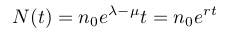 N(t) = n₀e^{λ−μ}t = n₀e^{rt}